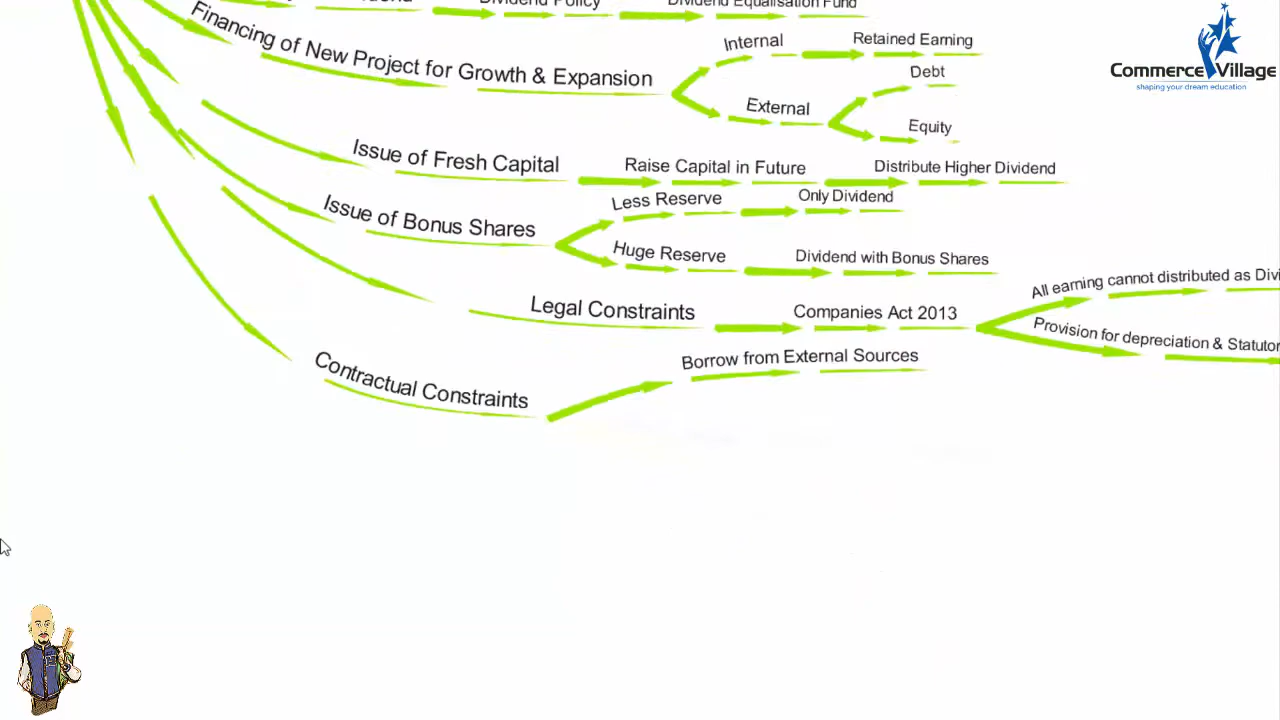 Dividend Policy
Dividend Equalisation Fund
Financing of New Project for Growth & Expansion
Internal
Retained Earning
External
Debt
Equity
Issue of Fresh Capital
Raise Capital in Future
Distribute Higher Dividend
Issue of Bonus Shares
Less Reserve
Only Dividend
Huge Reserve
Dividend with Bonus Shares
Legal Constraints
Companies Act 2013
All earning cannot distributed as Divi
Provision for depreciation & Statutor
Contractual Constraints
Borrow from External Sources
Commerce Village
shaping your dream education